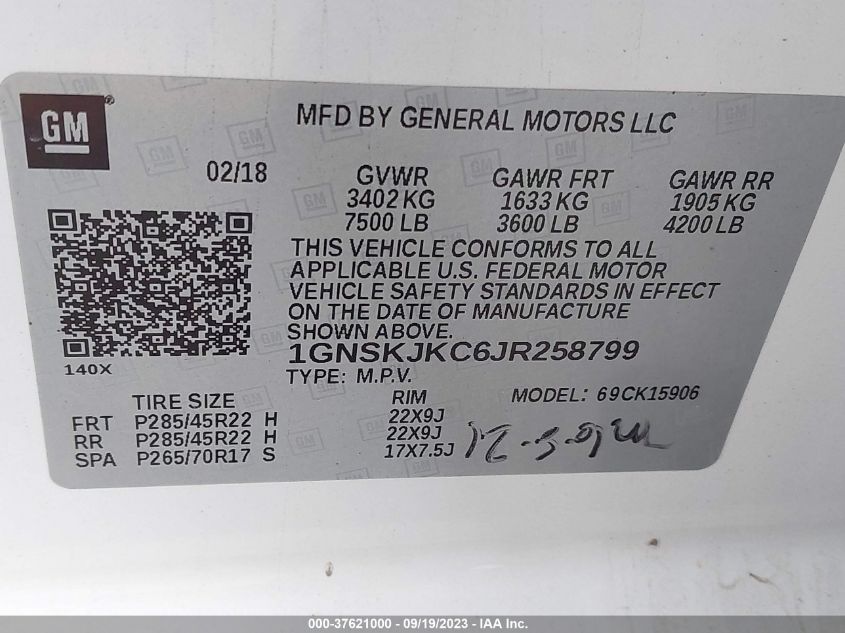 GM ®
MFD BY GENERAL MOTORS LLC
02/18 GVWR GAWR FRT GAWR RR
3402 KG 1633 KG 1905 KG
7500 LB 3600 LB 4200 LB
THIS VEHICLE CONFORMS TO ALL
APPLICABLE U.S. FEDERAL MOTOR
VEHICLE SAFETY STANDARDS IN EFFECT
ON THE DATE OF MANUFACTURE
SHOWN ABOVE.
1GNSKJKC6JR258799
140X
TYPE: M.P.V.
MODEL: 69CK15906
TIRE SIZE RIM
FRT P285/45R22 H 22X9J
RR P285/45R22 H 22X9J
SPA P265/70R17 S 17X7.5J
000-37621000 - 09/19/2023 - IAA Inc.